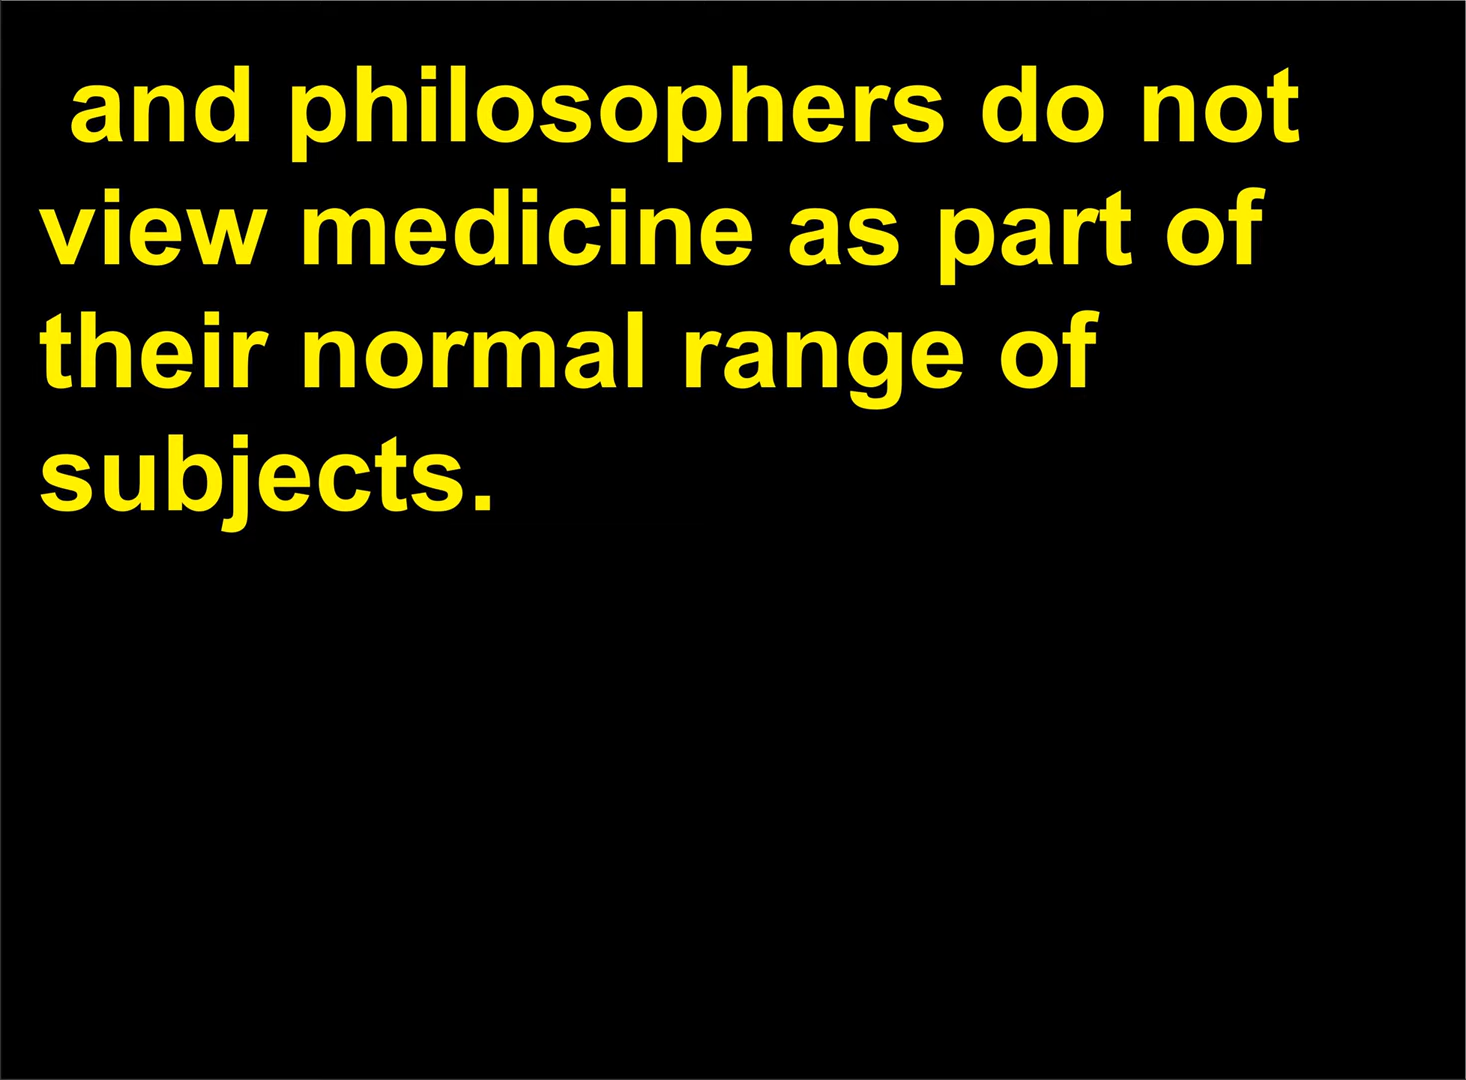 and philosophers do not
view medicine as part of
their normal range of
subjects.